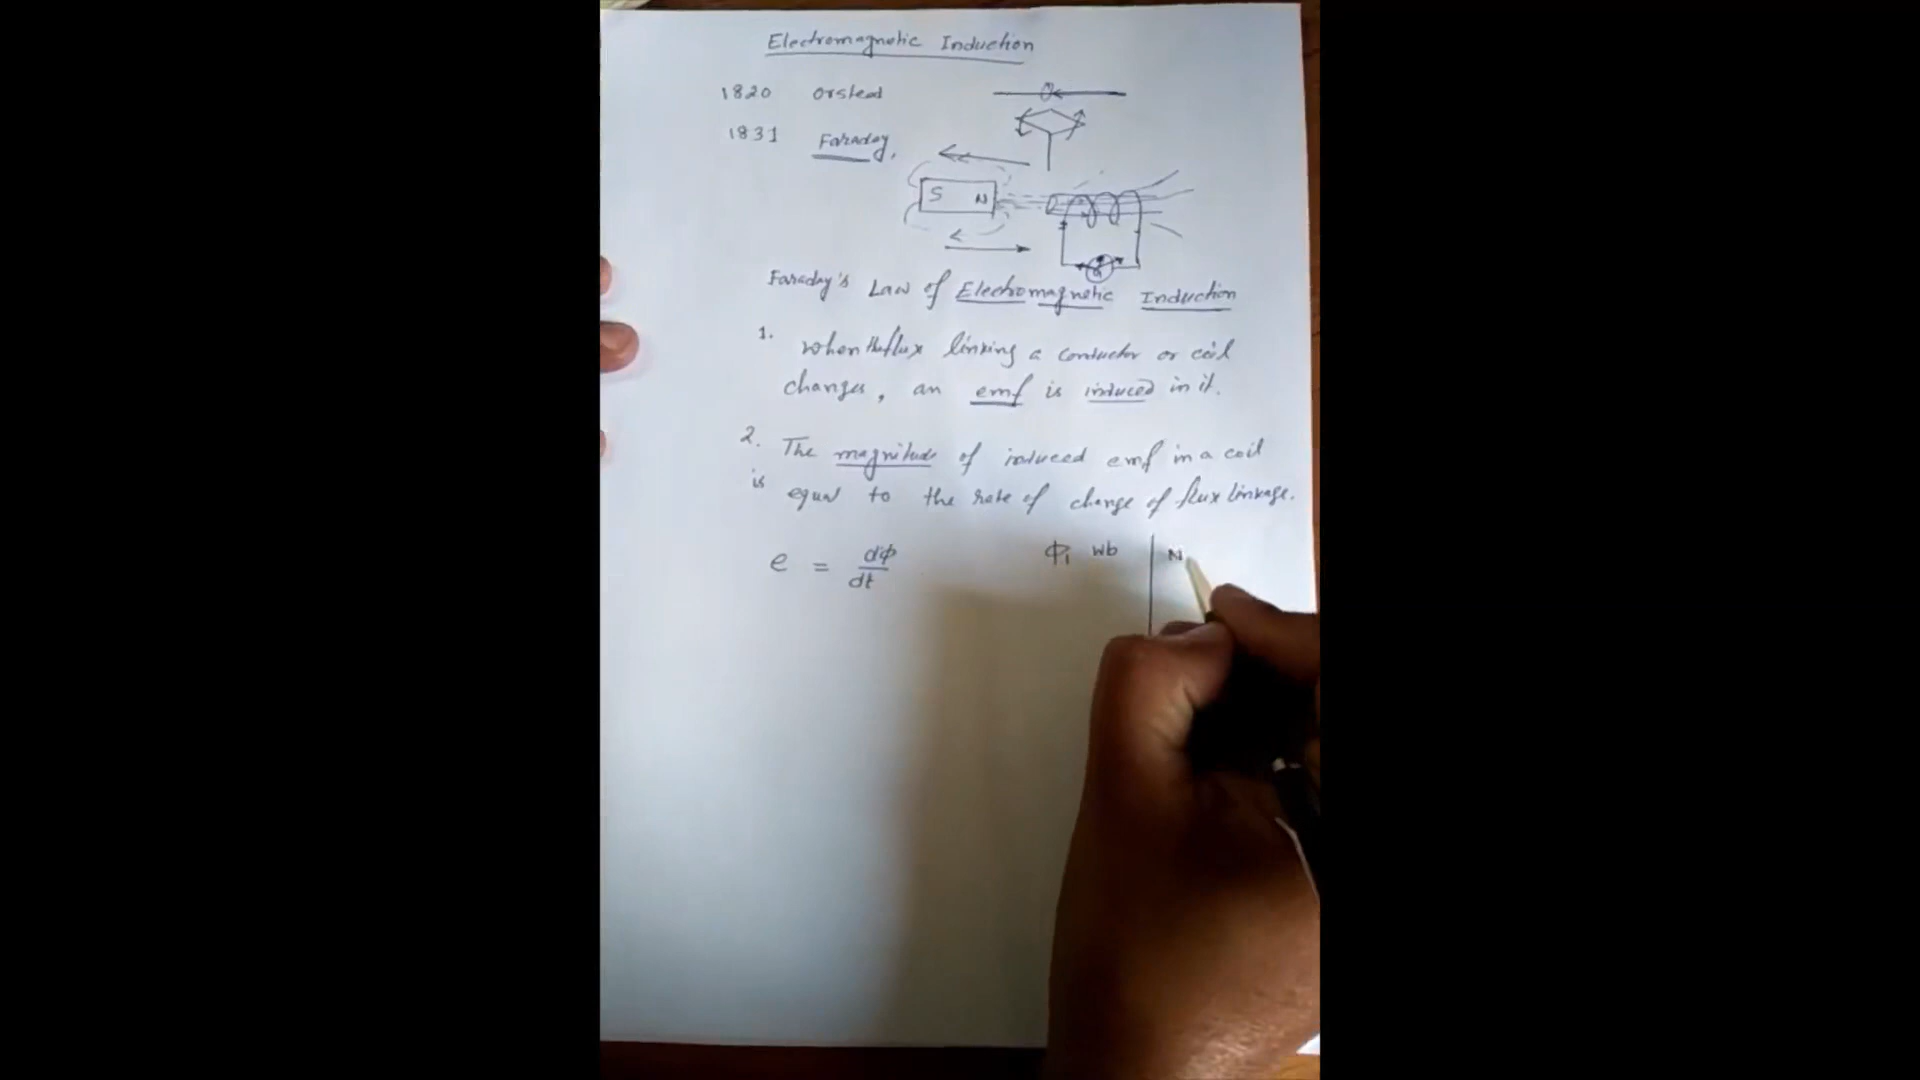 Electromagnetic Induction
1820 Orstead
1831 Faraday,
S N
G
Faraday's Law of Electromagnetic Induction
1. when the flux linking a conductor or coil
changes, an emf is induced in it.
2. The magnitude of induced emf in a coil
is equal to the rate of change of flux linkage.
e = dφ/dt φ₁ wb N